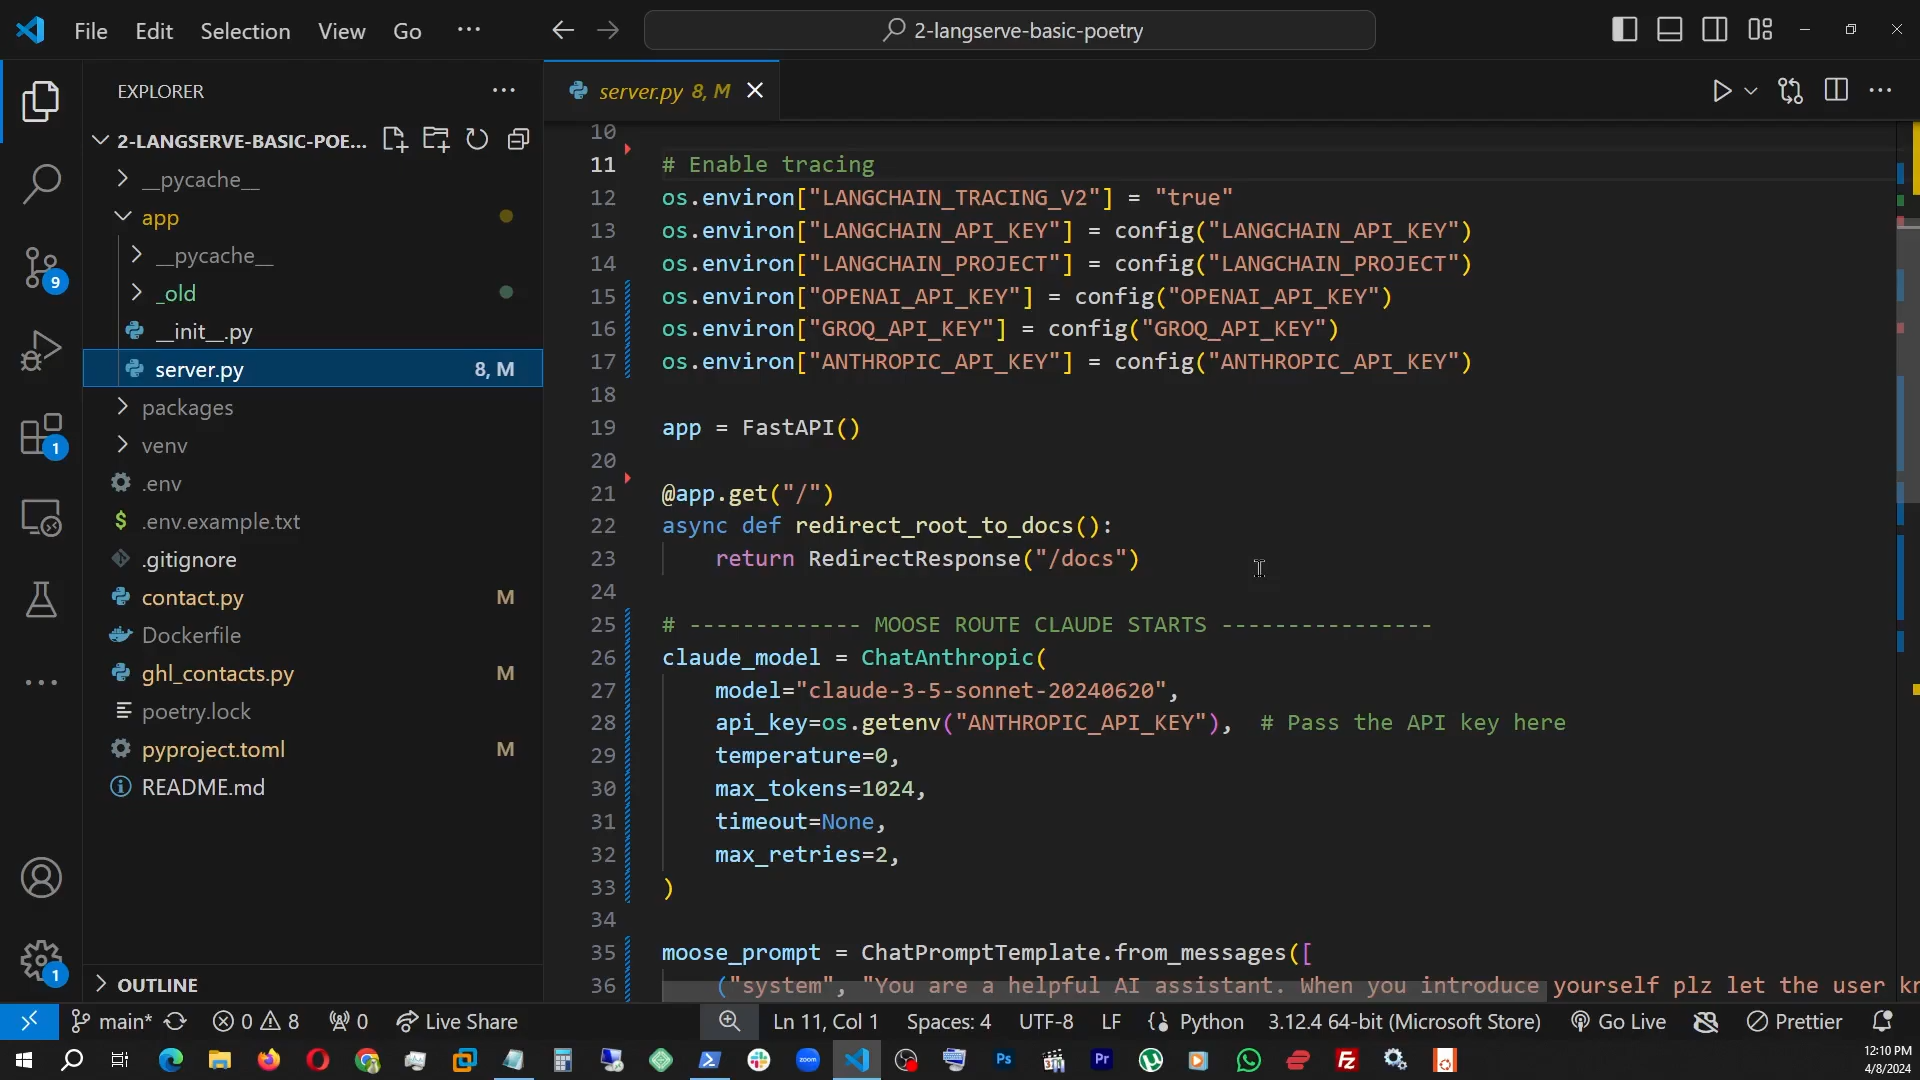 File Edit Selection View Go ···
2-langserve-basic-poetry
EXPLORER
2-LANGSERVE-BASIC-POE...
__pycache__
app
__pycache__
_old
__init__.py
server.py 8, M
packages
venv
.env
.env.example.txt
.gitignore
contact.py M
Dockerfile
ghl_contacts.py M
poetry.lock
pyproject.toml M
README.md
OUTLINE
9
1
1
server.py 8, M
10
11 # Enable tracing
12 os.environ["LANGCHAIN_TRACING_V2"] = "true"
13 os.environ["LANGCHAIN_API_KEY"] = config("LANGCHAIN_API_KEY")
14 os.environ["LANGCHAIN_PROJECT"] = config("LANGCHAIN_PROJECT")
15 os.environ["OPENAI_API_KEY"] = config("OPENAI_API_KEY")
16 os.environ["GROQ_API_KEY"] = config("GROQ_API_KEY")
17 os.environ["ANTHROPIC_API_KEY"] = config("ANTHROPIC_API_KEY")
18
19 app = FastAPI()
20
21 @app.get("/")
22 async def redirect_root_to_docs():
23 return RedirectResponse("/docs")
24
25 # ------------- MOOSE ROUTE CLAUDE STARTS ----------------
26 claude_model = ChatAnthropic(
27 model="claude-3-5-sonnet-20240620",
28 api_key=os.getenv("ANTHROPIC_API_KEY"), # Pass the API key here
29 temperature=0,
30 max_tokens=1024,
31 timeout=None,
32 max_retries=2,
33 )
34
35 moose_prompt = ChatPromptTemplate.from_messages([
36 ("system", "You are a helpful AI assistant. When you introduce yourself plz let the user kr
main* 0 8 0 Live Share Ln 11, Col 1 Spaces: 4 UTF-8 LF Python 3.12.4 64-bit (Microsoft Store) Go Live Prettier
zoom Ps Pr Fz
12:10 PM
4/8/2024